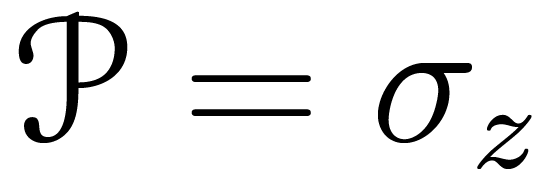 𝒫 = σ_z